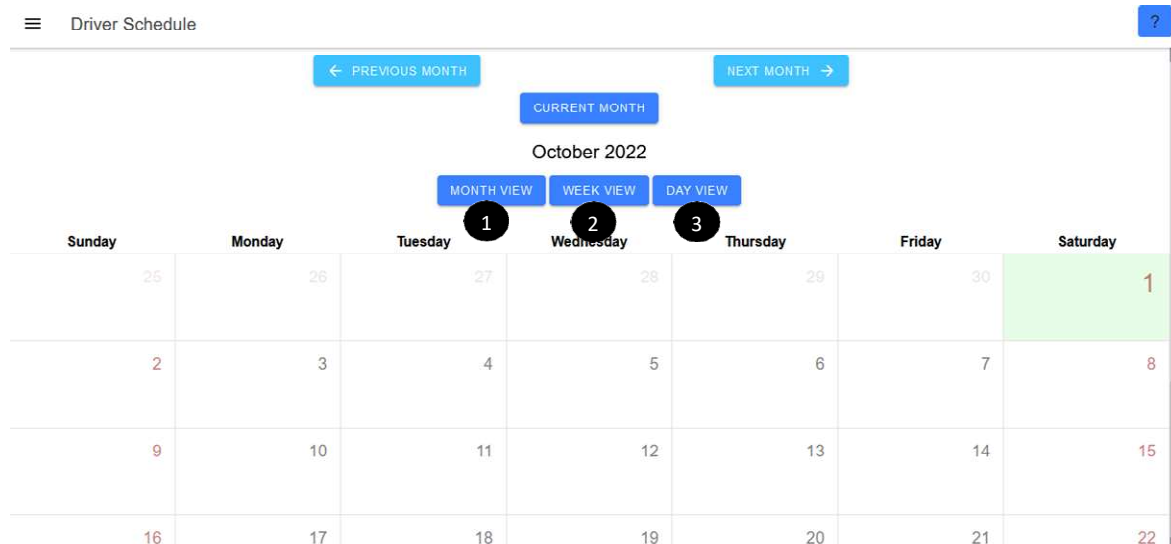 Driver Schedule ?
← PREVIOUS MONTH NEXT MONTH →
CURRENT MONTH
October 2022
MONTH VIEW WEEK VIEW DAY VIEW
1 2 3
Sunday Monday Tuesday Wednesday Thursday Friday Saturday
25 26 27 28 29 30 1
2 3 4 5 6 7 8
9 10 11 12 13 14 15
16 17 18 19 20 21 22